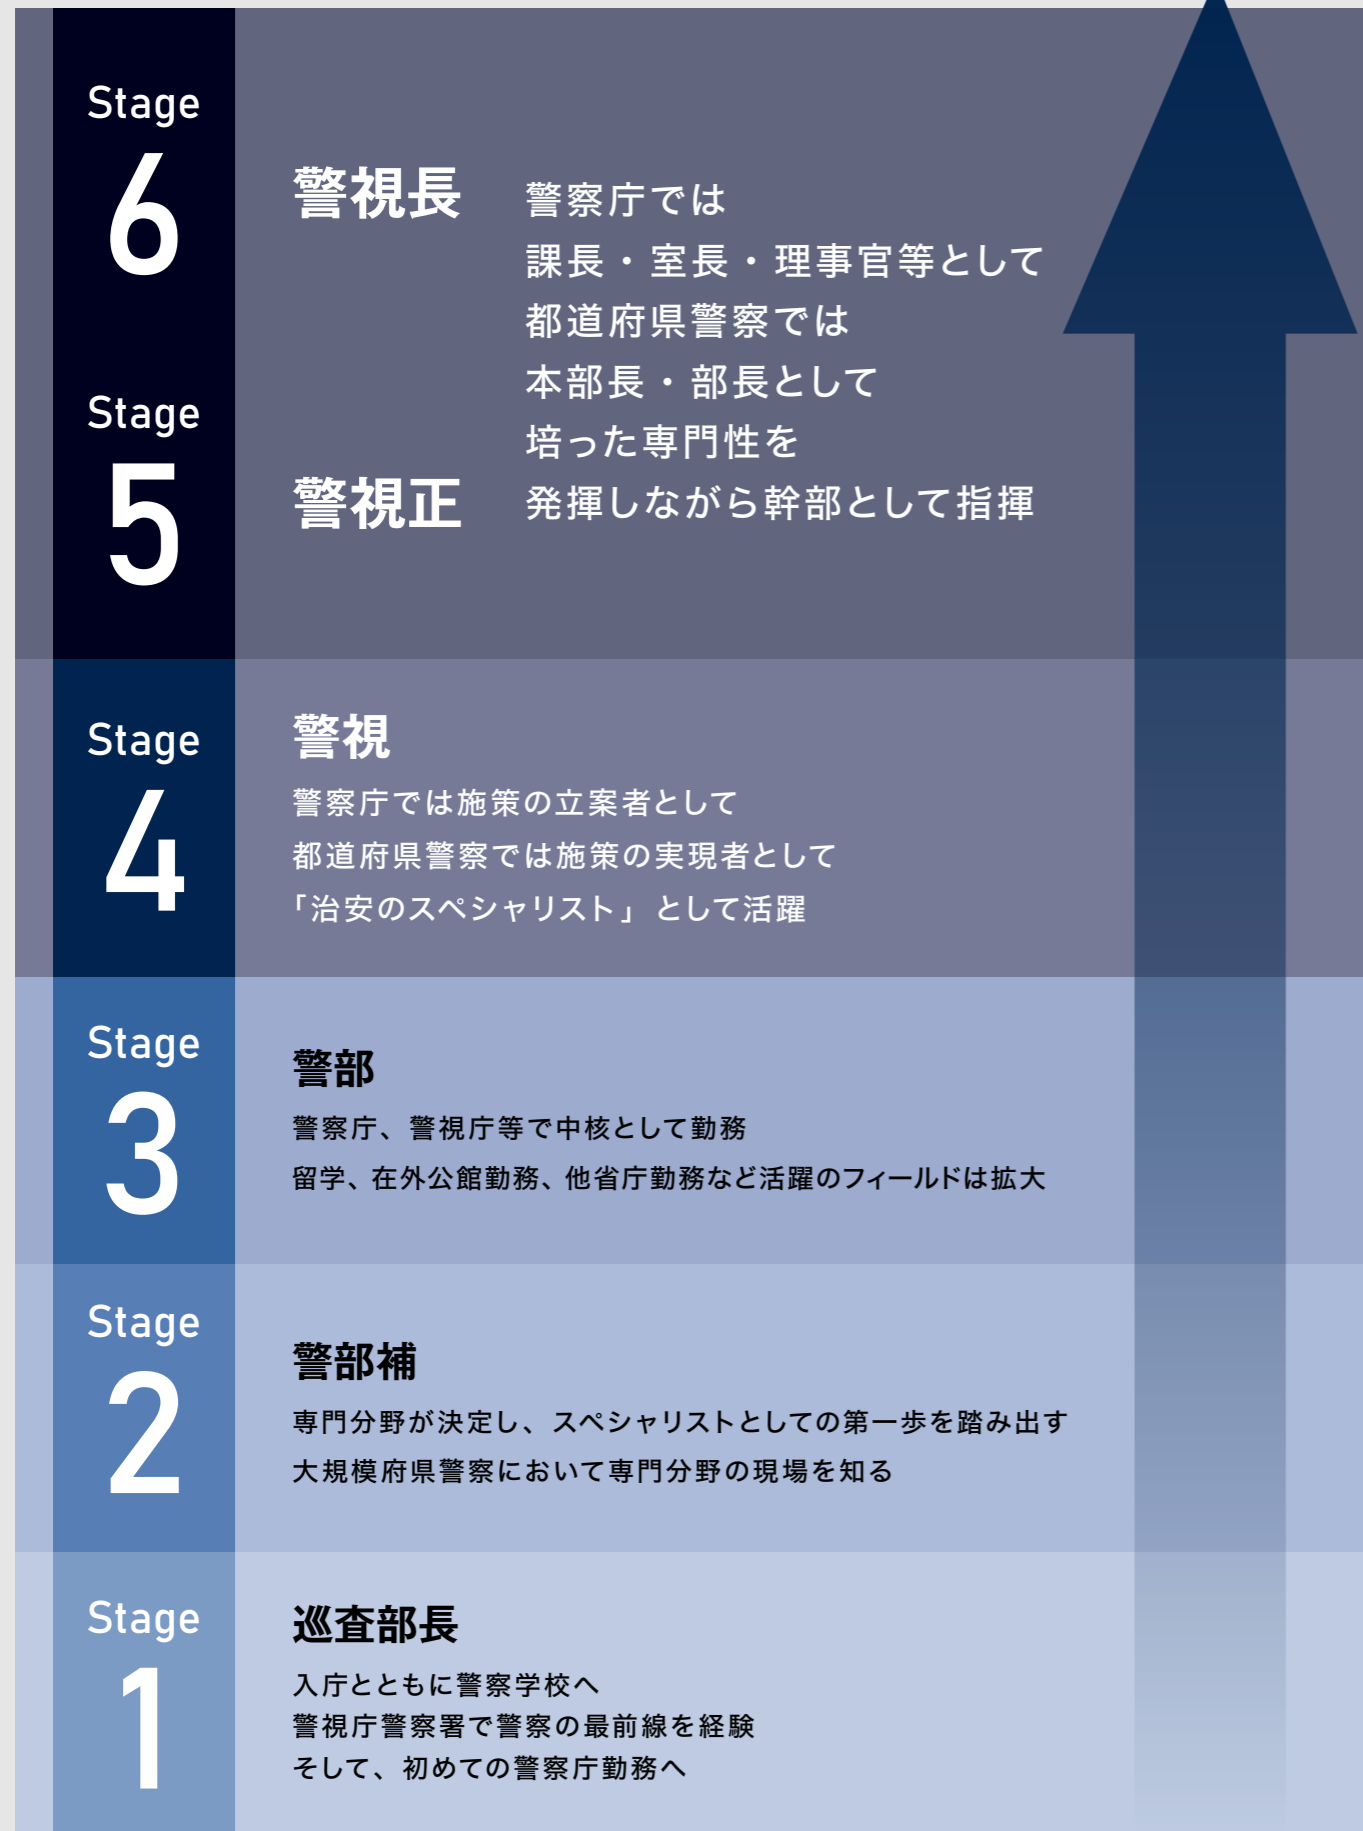 Stage
6
警視長
警察庁では
課長・室長・理事官等として
都道府県警察では
本部長・部長として
培った専門性を
発揮しながら幹部として指揮
Stage
5
警視正
Stage
4
警視
警察庁では施策の立案者として
都道府県警察では施策の実現者として
「治安のスペシャリスト」として活躍
Stage
3
警部
警察庁、警視庁等で中核として勤務
留学、在外公館勤務、他省庁勤務など活躍のフィールドは拡大
Stage
2
警部補
専門分野が決定し、スペシャリストとしての第一歩を踏み出す
大規模府県警察において専門分野の現場を知る
Stage
1
巡査部長
入庁とともに警察学校へ
警視庁警察署で警察の最前線を経験
そして、初めての警察庁勤務へ